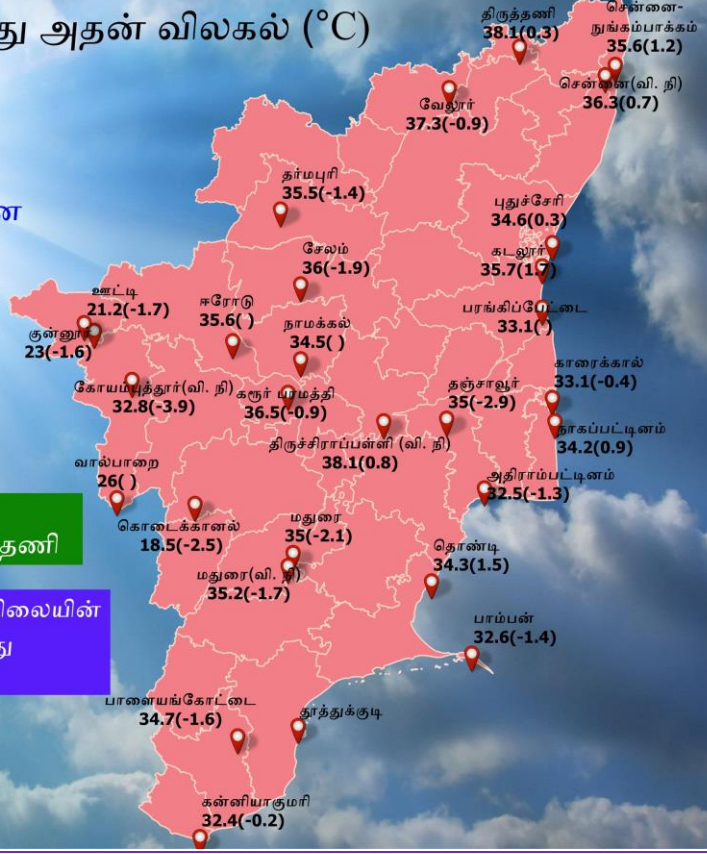 து அதன் விலகல் (°C)
திருத்தணி
38.1(0.3)
சென்னை-
நுங்கம்பாக்கம்
35.6(1.2)
சென்னை(வி. நி)
36.3(0.7)
வேலூர்
37.3(-0.9)
தர்மபுரி
35.5(-1.4)
ன
புதுச்சேரி
34.6(0.3)
சேலம்
36(-1.9)
கடலூர்
35.7(1.7)
ஊட்டி
21.2(-1.7)
ஈரோடு
35.6( )
பரங்கிப்பேட்டை
33.1( )
குன்னூர்
23(-1.6)
நாமக்கல்
34.5( )
காரைக்கால்
33.1(-0.4)
கோயம்புத்தூர்(வி. நி)
32.8(-3.9)
கரூர் பரமத்தி
36.5(-0.9)
தஞ்சாவூர்
35(-2.9)
நாகப்பட்டினம்
34.2(0.9)
திருச்சிராப்பள்ளி (வி. நி)
38.1(0.8)
வால்பாறை
26( )
அதிராம்பட்டினம்
32.5(-1.3)
கொடைக்கானல்
18.5(-2.5)
மதுரை
35(-2.1)
தணி
தொண்டி
34.3(1.5)
மதுரை(வி. நி)
35.2(-1.7)
நிலையின்
து
பாம்பன்
32.6(-1.4)
பாளையங்கோட்டை
34.7(-1.6)
தூத்துக்குடி
கன்னியாகுமரி
32.4(-0.2)